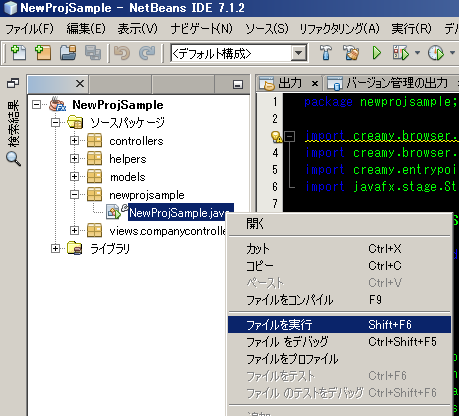 NewProjSample - NetBeans IDE 7.1.2
ファイル(F) 編集(E) 表示(V) ナビゲート(N) ソース(S) リファクタリング(A) 実行(R)
<デフォルト構成>
検索結果
出力 バージョン管理の出力
NewProjSample
ソースパッケージ
controllers
helpers
models
newprojsample
NewProjSample.java
views.companycontrolle
ライブラリ
1 package newprojsample;
2
3 import creamy.browser.
4 import creamy.browser.
5 import creamy.entrypoi
6 import javafx.stage.St
開く
カット Ctrl+X
コピー Ctrl+C
ペースト Ctrl+V
ファイルをコンパイル F9
ファイルを実行 Shift+F6
ファイル をデバッグ Ctrl+Shift+F5
ファイルをプロファイル
ファイルをテスト Ctrl+F6
ファイル のテストをデバッグ Ctrl+Shift+F6